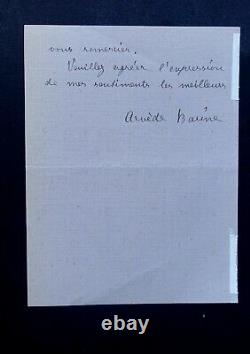 vous remercier.
Veuillez agréer l'expression
de mes sentiments les meilleurs
Arvède Barine
ebay